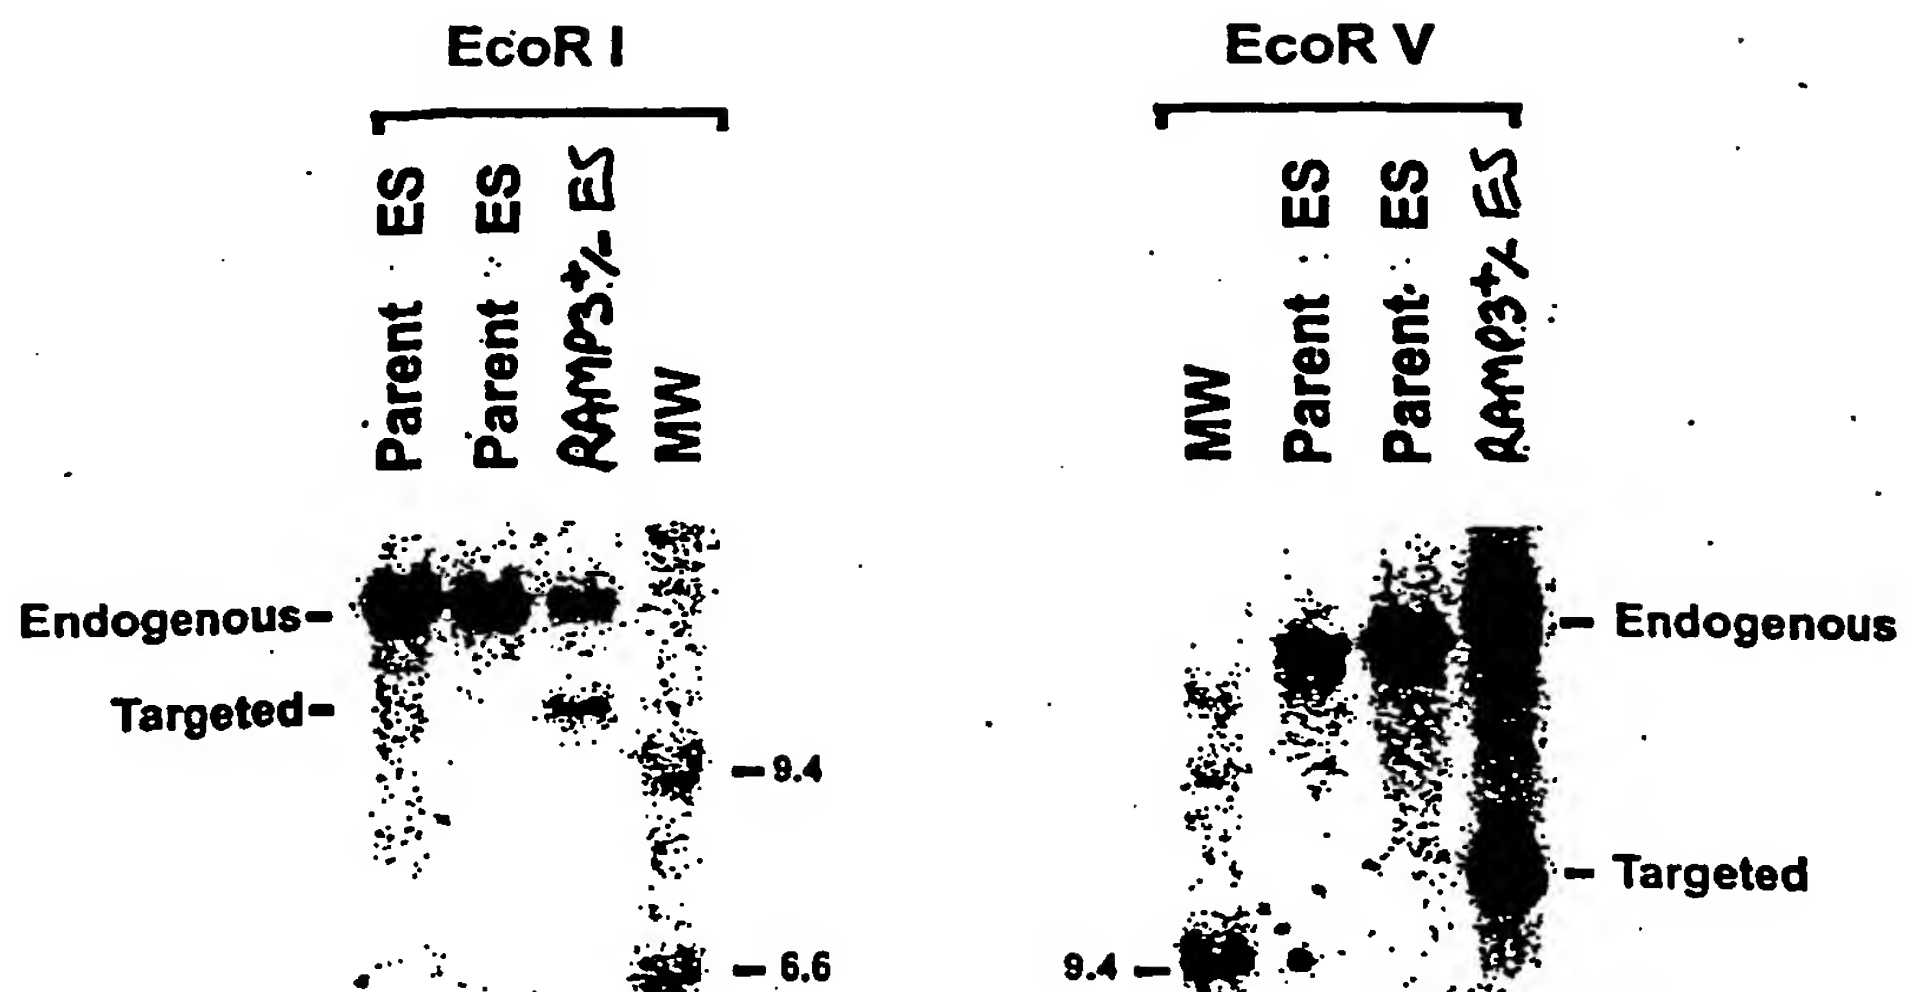 EcoR I
EcoR V
Parent ES
Parent ES
RAMP3+/- ES
MW
MW
Parent ES
Parent ES
RAMP3+/- ES
Endogenous-
- Endogenous
Targeted-
- 9.4
- Targeted
- 6.6
9.4 -